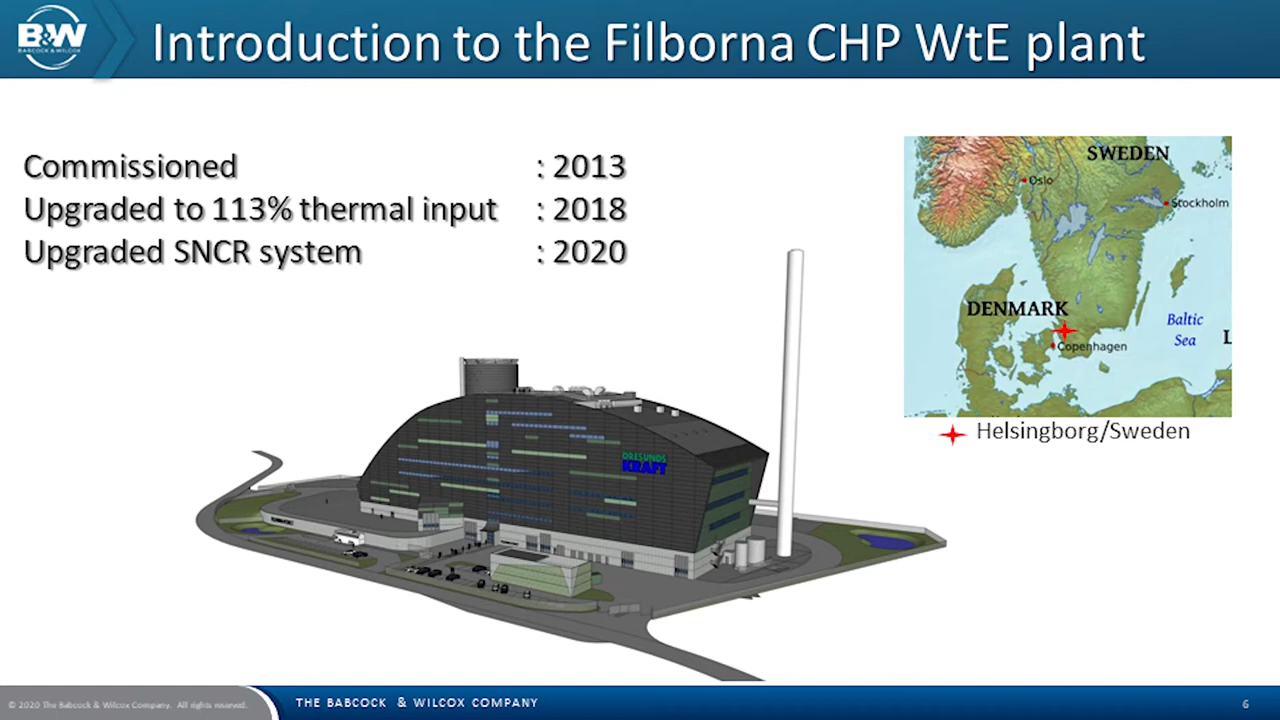 B&W
BABCOCK & WILCOX
Introduction to the Filborna CHP WtE plant
Commissioned : 2013
Upgraded to 113% thermal input : 2018
Upgraded SNCR system : 2020
SWEDEN
Oslo
Stockholm
DENMARK
Baltic
Sea
L
Copenhagen
Helsingborg/Sweden
ÖRESUNDS
KRAFT
© 2020 The Babcock & Wilcox Company. All rights reserved.
THE BABCOCK & WILCOX COMPANY
6